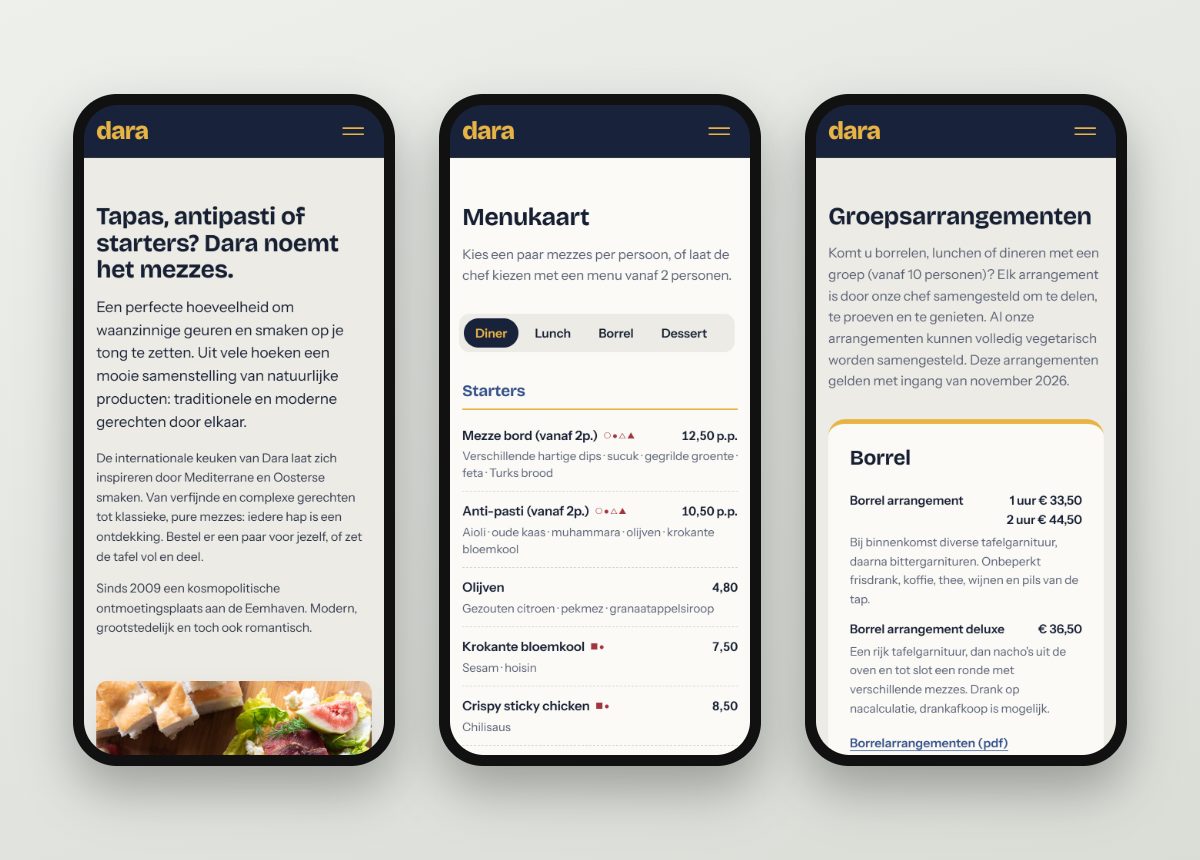 dara
Tapas, antipasti of
starters? Dara noemt
het mezzes.
Een perfecte hoeveelheid om
waanzinnige geuren en smaken op je
tong te zetten. Uit vele hoeken een
mooie samenstelling van natuurlijke
producten: traditionele en moderne
gerechten door elkaar.
De internationale keuken van Dara laat zich
inspireren door Mediterrane en Oosterse
smaken. Van verfijnde en complexe gerechten
tot klassieke, pure mezzes: iedere hap is een
ontdekking. Bestel er een paar voor jezelf, of zet
de tafel vol en deel.
Sinds 2009 een kosmopolitische
ontmoetingsplaats aan de Eemhaven. Modern,
grootstedelijk en toch ook romantisch.
dara
Menukaart
Kies een paar mezzes per persoon, of laat de
chef kiezen met een menu vanaf 2 personen.
Diner Lunch Borrel Dessert
Starters
Mezze bord (vanaf 2p.) ○●△▲ 12,50 p.p.
Verschillende hartige dips · sucuk · gegrilde groente ·
feta · Turks brood
Anti-pasti (vanaf 2p.) ○●△▲ 10,50 p.p.
Aioli · oude kaas · muhammara · olijven · krokante
bloemkool
Olijven 4,80
Gezouten citroen · pekmez · granaatappelsiroop
Krokante bloemkool ■● 7,50
Sesam · hoisin
Crispy sticky chicken ■● 8,50
Chilisaus
dara
Groepsarrangementen
Komt u borrelen, lunchen of dineren met een
groep (vanaf 10 personen)? Elk arrangement
is door onze chef samengesteld om te delen,
te proeven en te genieten. Al onze
arrangementen kunnen volledig vegetarisch
worden samengesteld. Deze arrangementen
gelden met ingang van november 2026.
Borrel
Borrel arrangement 1 uur € 33,50
2 uur € 44,50
Bij binnenkomst diverse tafelgarnituur,
daarna bittergarnituren. Onbeperkt
frisdrank, koffie, thee, wijnen en pils van de
tap.
Borrel arrangement deluxe € 36,50
Een rijk tafelgarnituur, dan nacho's uit de
oven en tot slot een ronde met
verschillende mezzes. Drank op
nacalculatie, drankafkoop is mogelijk.
Borrelarrangementen (pdf)